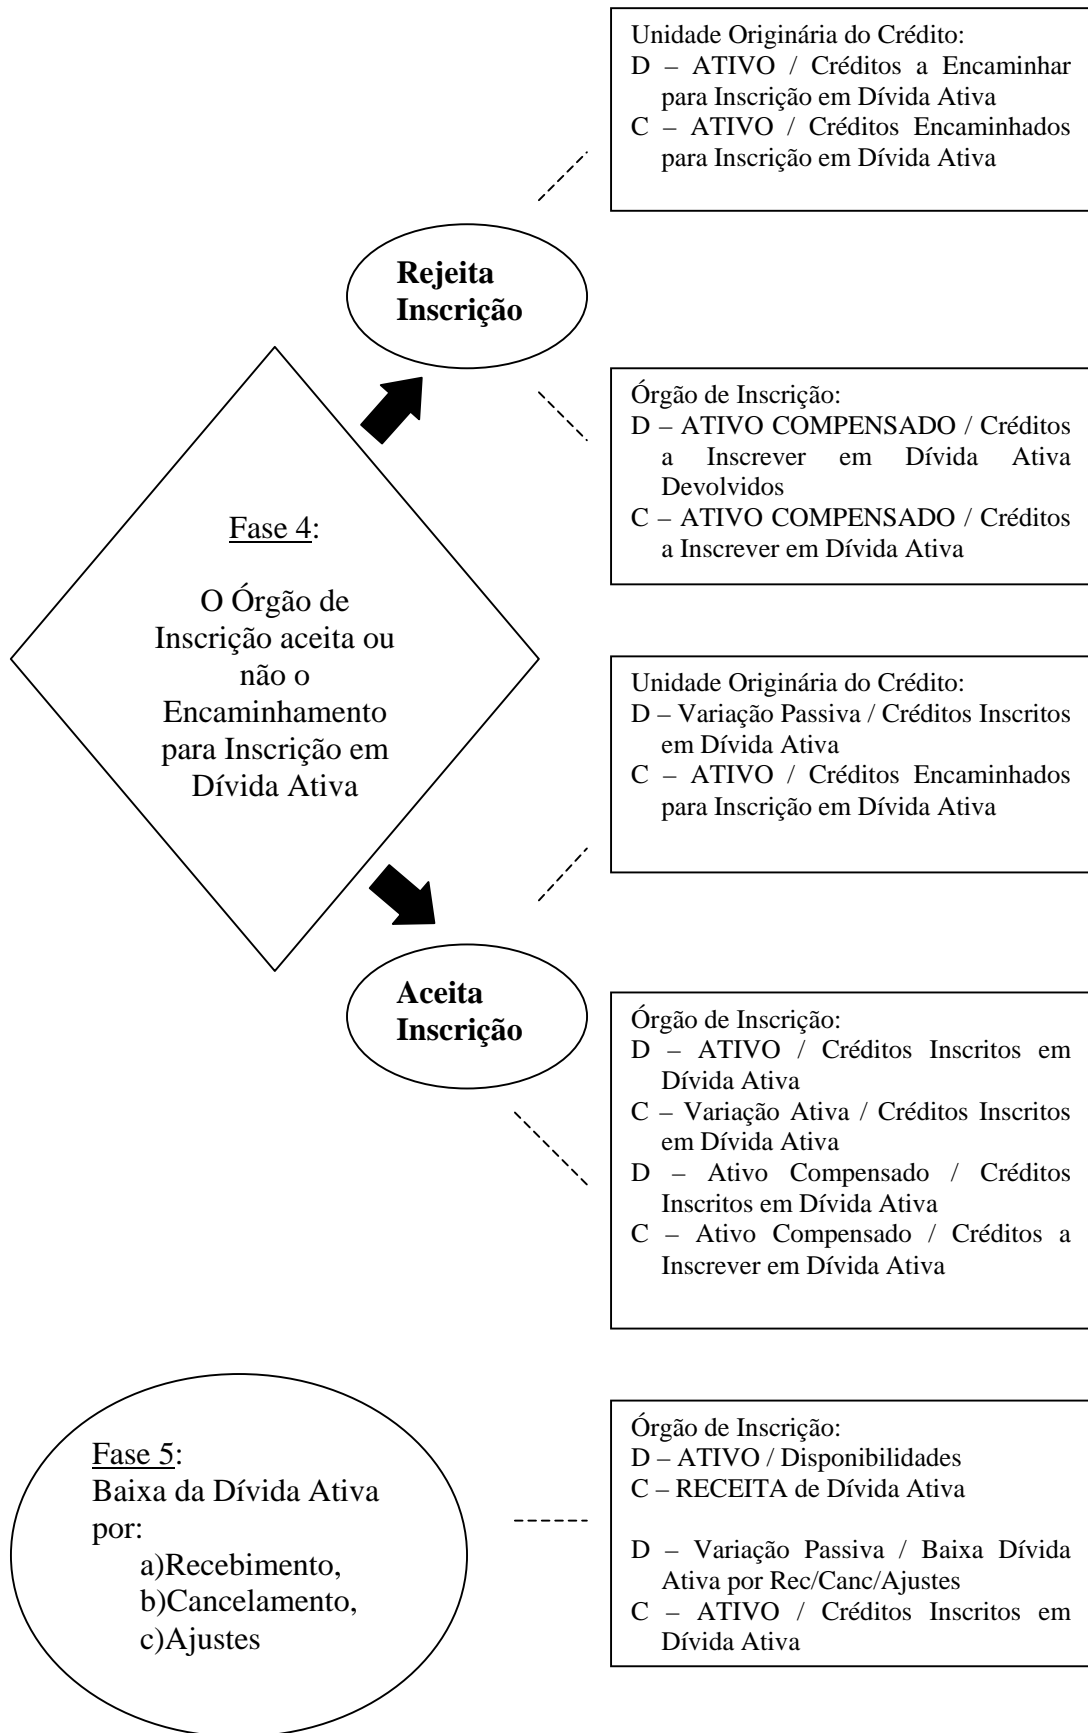 Unidade Originária do Crédito:
D – ATIVO / Créditos a Encaminhar
para Inscrição em Dívida Ativa
C – ATIVO / Créditos Encaminhados
para Inscrição em Dívida Ativa
Rejeita
Inscrição
Órgão de Inscrição:
D – ATIVO COMPENSADO / Créditos
a Inscrever em Dívida Ativa
Devolvidos
C – ATIVO COMPENSADO / Créditos
a Inscrever em Dívida Ativa
Fase 4:
O Órgão de
Inscrição aceita ou
não o
Encaminhamento
para Inscrição em
Dívida Ativa
Unidade Originária do Crédito:
D – Variação Passiva / Créditos Inscritos
em Dívida Ativa
C – ATIVO / Créditos Encaminhados
para Inscrição em Dívida Ativa
Aceita
Inscrição
Órgão de Inscrição:
D – ATIVO / Créditos Inscritos em
Dívida Ativa
C – Variação Ativa / Créditos Inscritos
em Dívida Ativa
D – Ativo Compensado / Créditos
Inscritos em Dívida Ativa
C – Ativo Compensado / Créditos a
Inscrever em Dívida Ativa
Fase 5:
Baixa da Dívida Ativa
por:
a)Recebimento,
b)Cancelamento,
c)Ajustes
Órgão de Inscrição:
D – ATIVO / Disponibilidades
C – RECEITA de Dívida Ativa
D – Variação Passiva / Baixa Dívida
Ativa por Rec/Canc/Ajustes
C – ATIVO / Créditos Inscritos em
Dívida Ativa